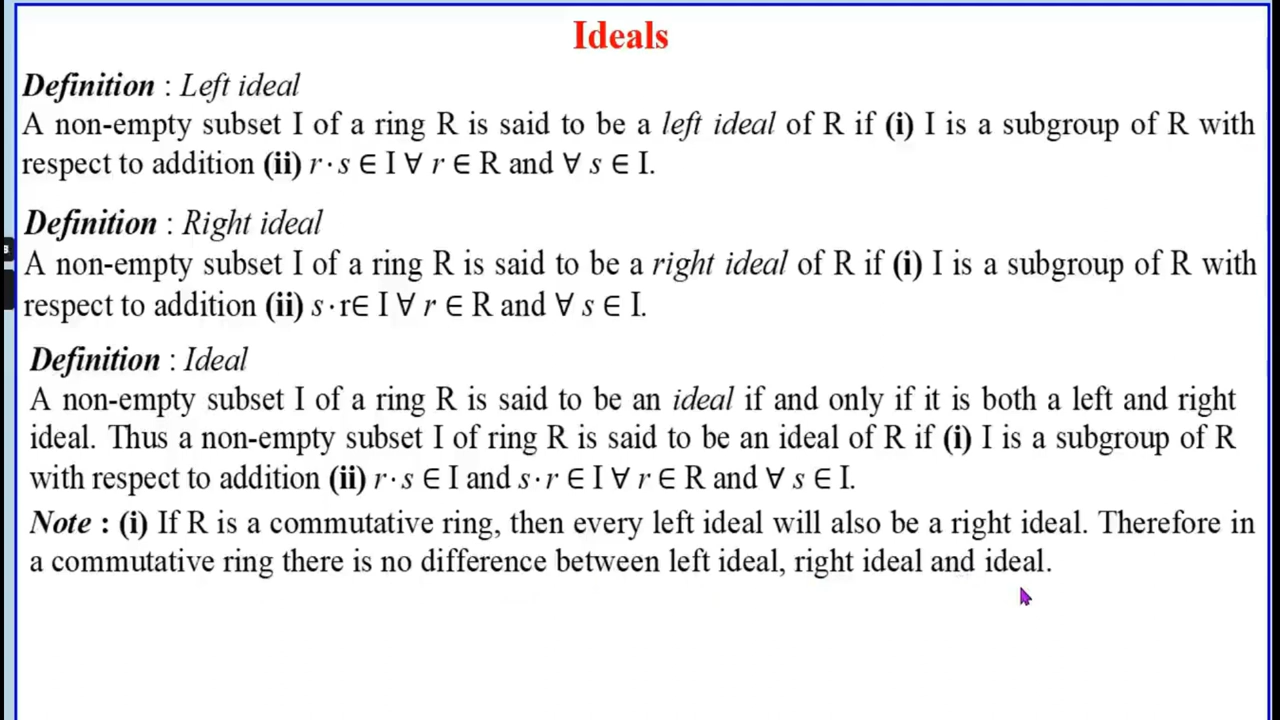 Ideals
Definition : Left ideal
A non-empty subset I of a ring R is said to be a left ideal of R if (i) I is a subgroup of R with
respect to addition (ii) r · s ∈ I ∀ r ∈ R and ∀ s ∈ I.
Definition : Right ideal
A non-empty subset I of a ring R is said to be a right ideal of R if (i) I is a subgroup of R with
respect to addition (ii) s · r∈ I ∀ r ∈ R and ∀ s ∈ I.
Definition : Ideal
A non-empty subset I of a ring R is said to be an ideal if and only if it is both a left and right
ideal. Thus a non-empty subset I of ring R is said to be an ideal of R if (i) I is a subgroup of R
with respect to addition (ii) r · s ∈ I and s · r ∈ I ∀ r ∈ R and ∀ s ∈ I.
Note : (i) If R is a commutative ring, then every left ideal will also be a right ideal. Therefore in
a commutative ring there is no difference between left ideal, right ideal and ideal.